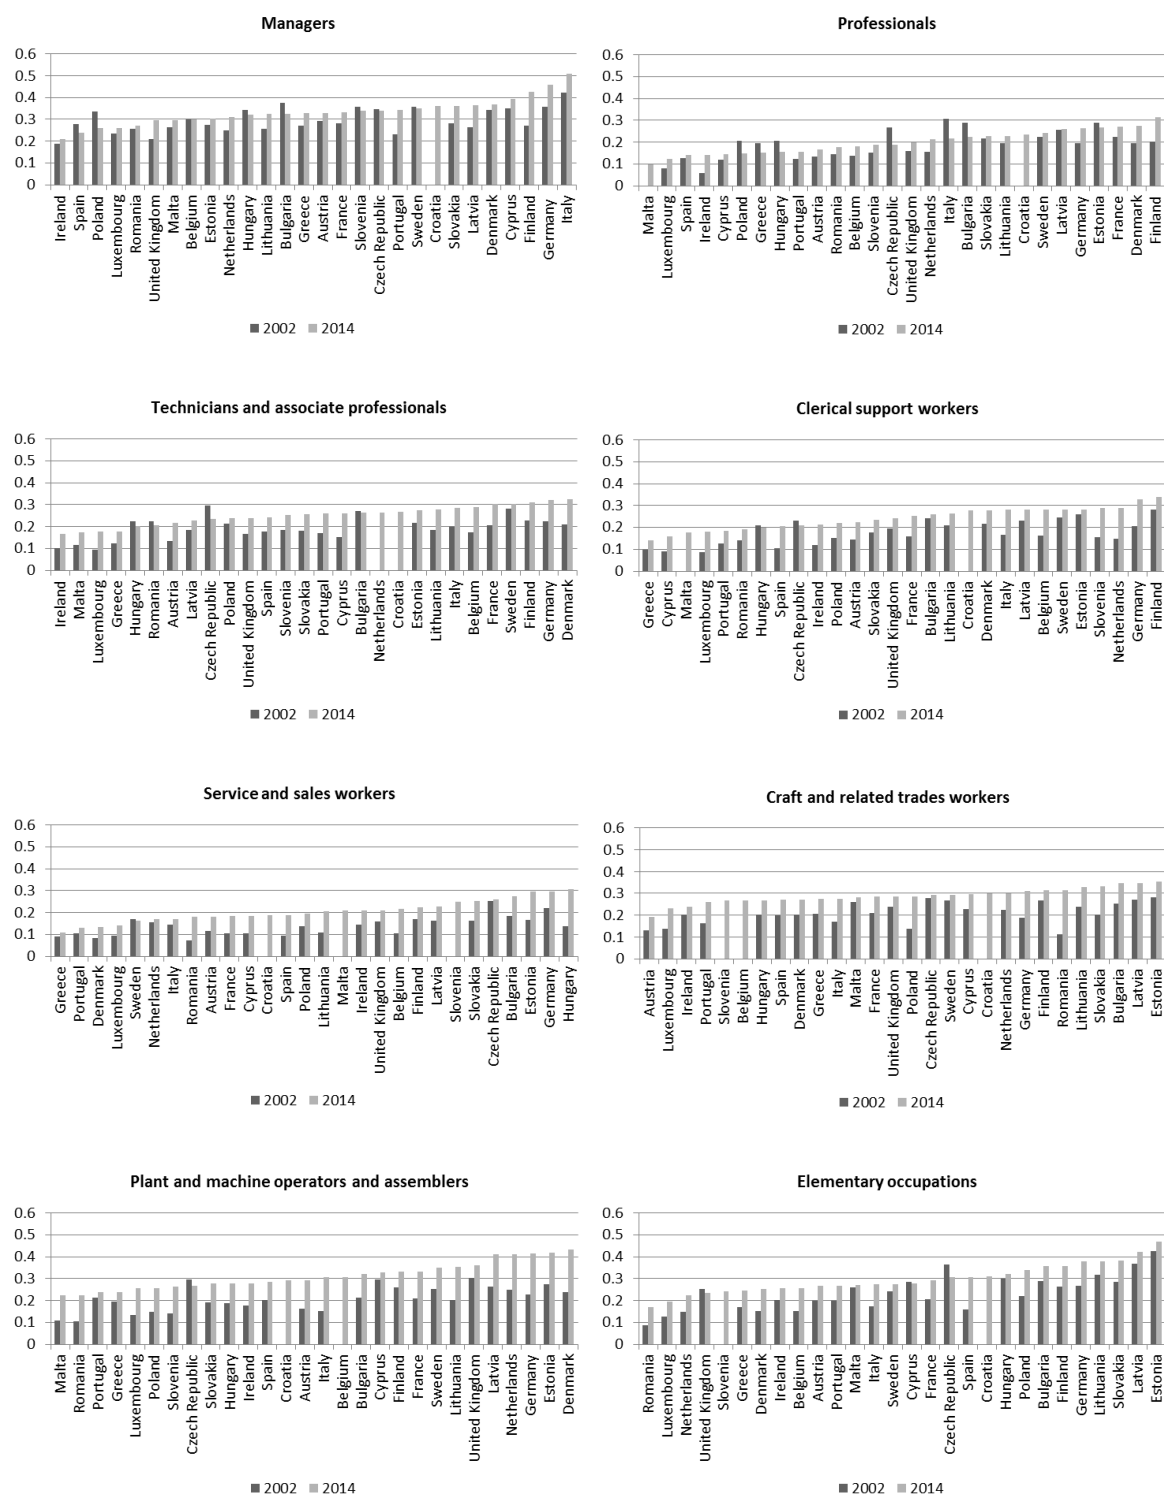 Managers
0.6
0.5
0.4
0.3
0.2
0.1
0
Ireland
Spain
Poland
Luxembourg
Romania
United Kingdom
Malta
Belgium
Estonia
Netherlands
Hungary
Lithuania
Bulgaria
Greece
Austria
France
Slovenia
Czech Republic
Portugal
Sweden
Croatia
Slovakia
Latvia
Denmark
Cyprus
Finland
Germany
Italy
2002 2014
Professionals
0.6
0.5
0.4
0.3
0.2
0.1
0
Malta
Luxembourg
Spain
Ireland
Cyprus
Poland
Greece
Hungary
Portugal
Austria
Romania
Belgium
Slovenia
Czech Republic
United Kingdom
Netherlands
Italy
Bulgaria
Slovakia
Lithuania
Croatia
Sweden
Latvia
Germany
Estonia
France
Denmark
Finland
2002 2014
Technicians and associate professionals
0.6
0.5
0.4
0.3
0.2
0.1
0
Ireland
Malta
Luxembourg
Greece
Hungary
Romania
Austria
Latvia
Czech Republic
Poland
United Kingdom
Spain
Slovenia
Slovakia
Portugal
Cyprus
Bulgaria
Netherlands
Croatia
Estonia
Lithuania
Italy
Belgium
France
Sweden
Finland
Germany
Denmark
2002 2014
Clerical support workers
0.6
0.5
0.4
0.3
0.2
0.1
0
Greece
Cyprus
Malta
Luxembourg
Portugal
Romania
Hungary
Spain
Czech Republic
Ireland
Poland
Austria
Slovakia
United Kingdom
France
Bulgaria
Lithuania
Croatia
Denmark
Italy
Latvia
Belgium
Sweden
Estonia
Slovenia
Netherlands
Germany
Finland
2002 2014
Service and sales workers
0.6
0.5
0.4
0.3
0.2
0.1
0
Greece
Portugal
Denmark
Luxembourg
Sweden
Netherlands
Italy
Romania
Austria
France
Cyprus
Croatia
Spain
Poland
Lithuania
Malta
Ireland
United Kingdom
Belgium
Finland
Latvia
Slovenia
Slovakia
Czech Republic
Bulgaria
Estonia
Germany
Hungary
2002 2014
Craft and related trades workers
0.6
0.5
0.4
0.3
0.2
0.1
0
Austria
Luxembourg
Ireland
Portugal
Slovenia
Belgium
Hungary
Spain
Denmark
Greece
Italy
Malta
France
United Kingdom
Poland
Czech Republic
Sweden
Cyprus
Croatia
Netherlands
Germany
Finland
Romania
Lithuania
Slovakia
Bulgaria
Latvia
Estonia
2002 2014
Plant and machine operators and assemblers
0.6
0.5
0.4
0.3
0.2
0.1
0
Malta
Romania
Portugal
Greece
Luxembourg
Poland
Slovenia
Czech Republic
Slovakia
Hungary
Ireland
Spain
Croatia
Austria
Italy
Belgium
Bulgaria
Cyprus
Finland
France
Sweden
Lithuania
United Kingdom
Latvia
Netherlands
Germany
Estonia
Denmark
2002 2014
Elementary occupations
0.6
0.5
0.4
0.3
0.2
0.1
0
Romania
Luxembourg
Netherlands
United Kingdom
Slovenia
Greece
Denmark
Ireland
Belgium
Austria
Portugal
Malta
Italy
Sweden
Cyprus
France
Czech Republic
Spain
Croatia
Hungary
Poland
Bulgaria
Finland
Germany
Lithuania
Slovakia
Latvia
Estonia
2002 2014